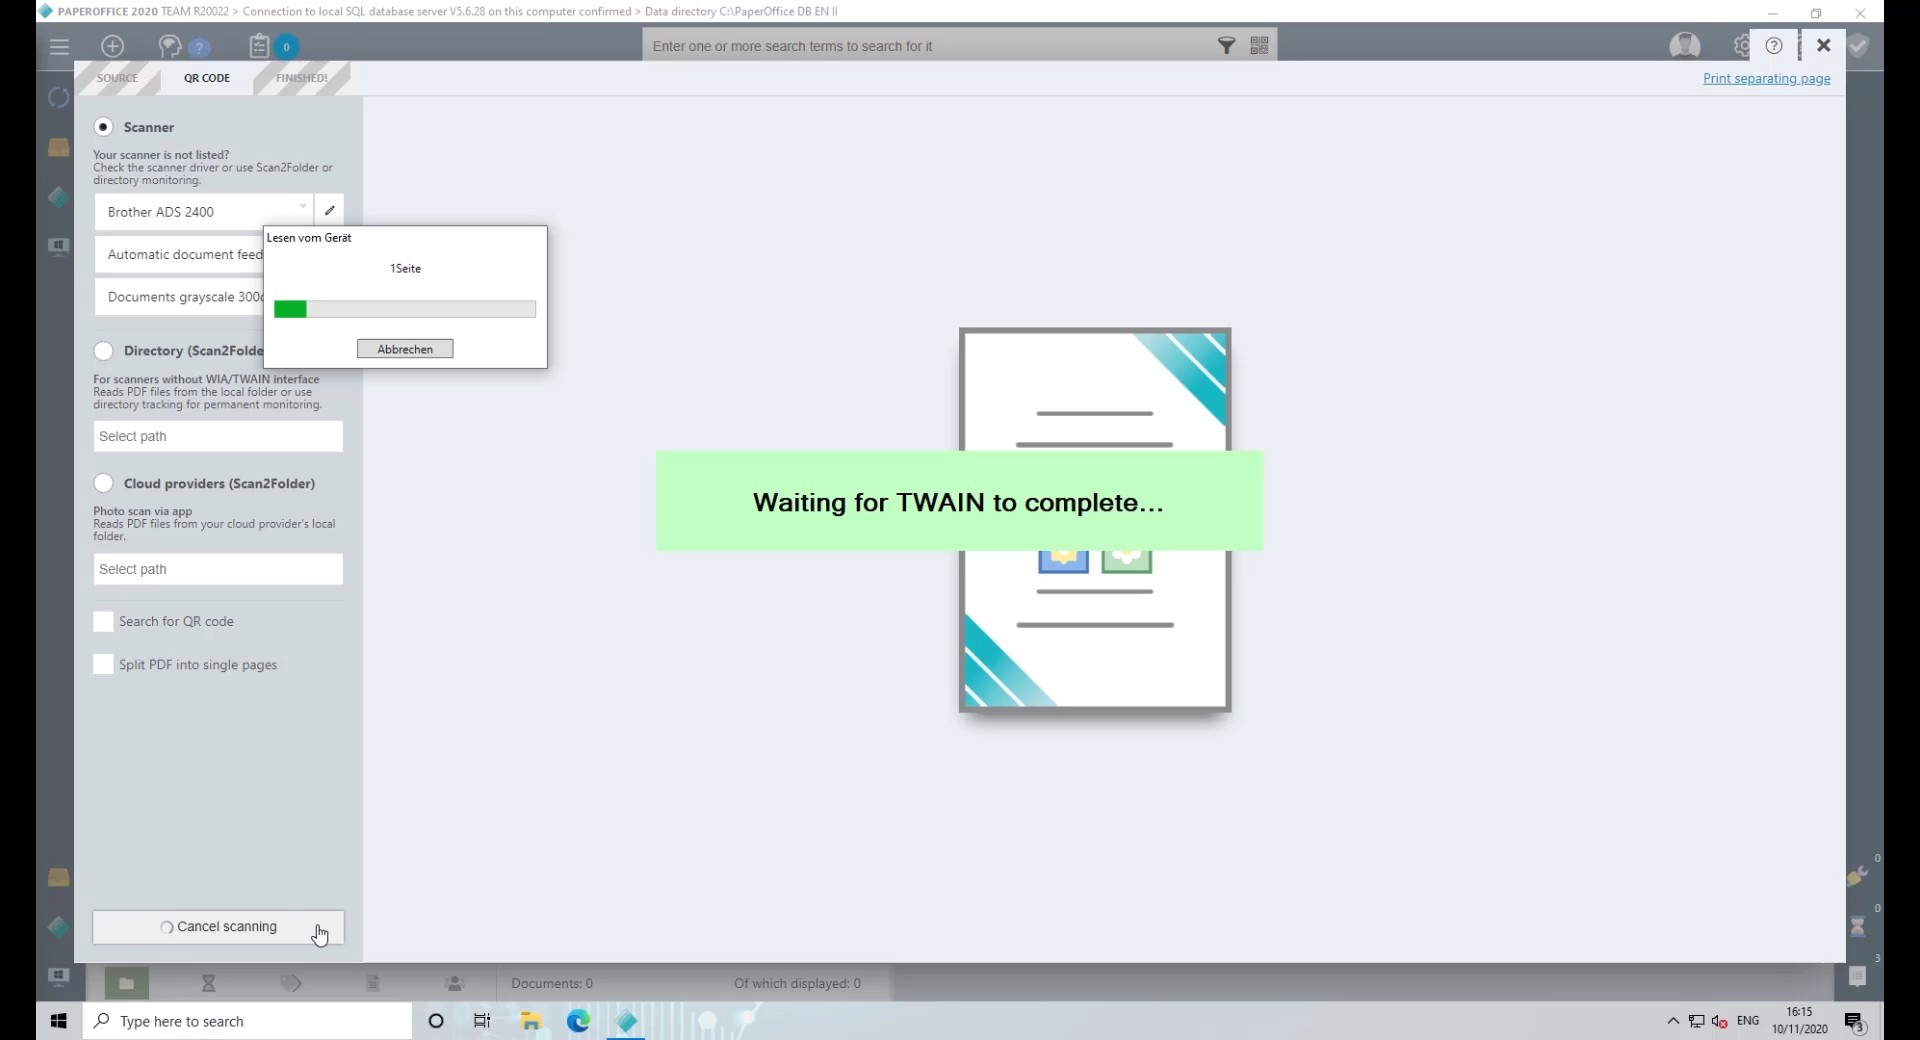 PAPEROFFICE 2020 TEAM R20022 > Connection to local SQL database server V5.6.28 on this computer confirmed > Data directory C:\PaperOffice DB EN II
?
0
Enter one or more search terms to search for it
?
SOURCE
QR CODE
FINISHED!
Print separating page
Scanner
Your scanner is not listed?
Check the scanner driver or use Scan2Folder or
directory monitoring.
Brother ADS 2400
Lesen vom Gerät
Automatic document feed
1Seite
Documents grayscale 300
Abbrechen
Directory (Scan2Folde
For scanners without WIA/TWAIN interface
Reads PDF files from the local folder or use
directory tracking for permanent monitoring.
Select path
Cloud providers (Scan2Folder)
Waiting for TWAIN to complete...
Photo scan via app
Reads PDF files from your cloud provider's local
folder.
Select path
Search for QR code
Split PDF into single pages
0
0
Cancel scanning
3
Documents: 0
Of which displayed: 0
Type here to search
ENG
16:15
10/11/2020
3